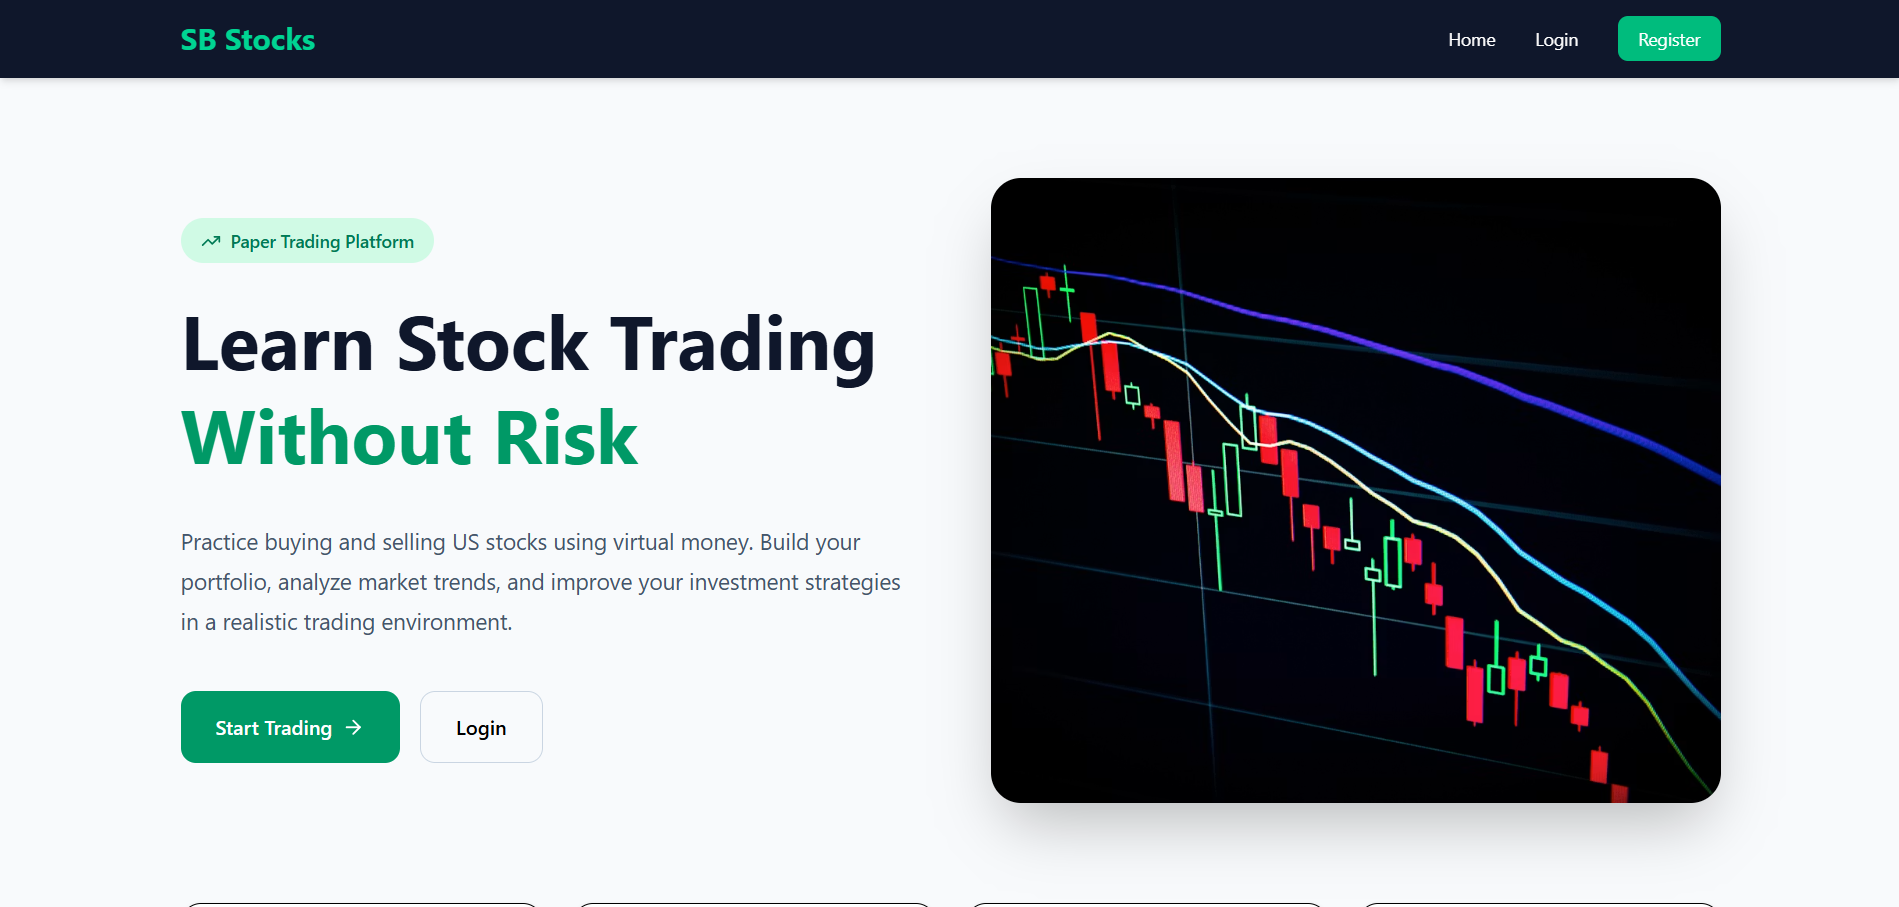 SB Stocks
Home
Login
Register
Paper Trading Platform
Learn Stock Trading
Without Risk
Practice buying and selling US stocks using virtual money. Build your
portfolio, analyze market trends, and improve your investment strategies
in a realistic trading environment.
Start Trading
Login